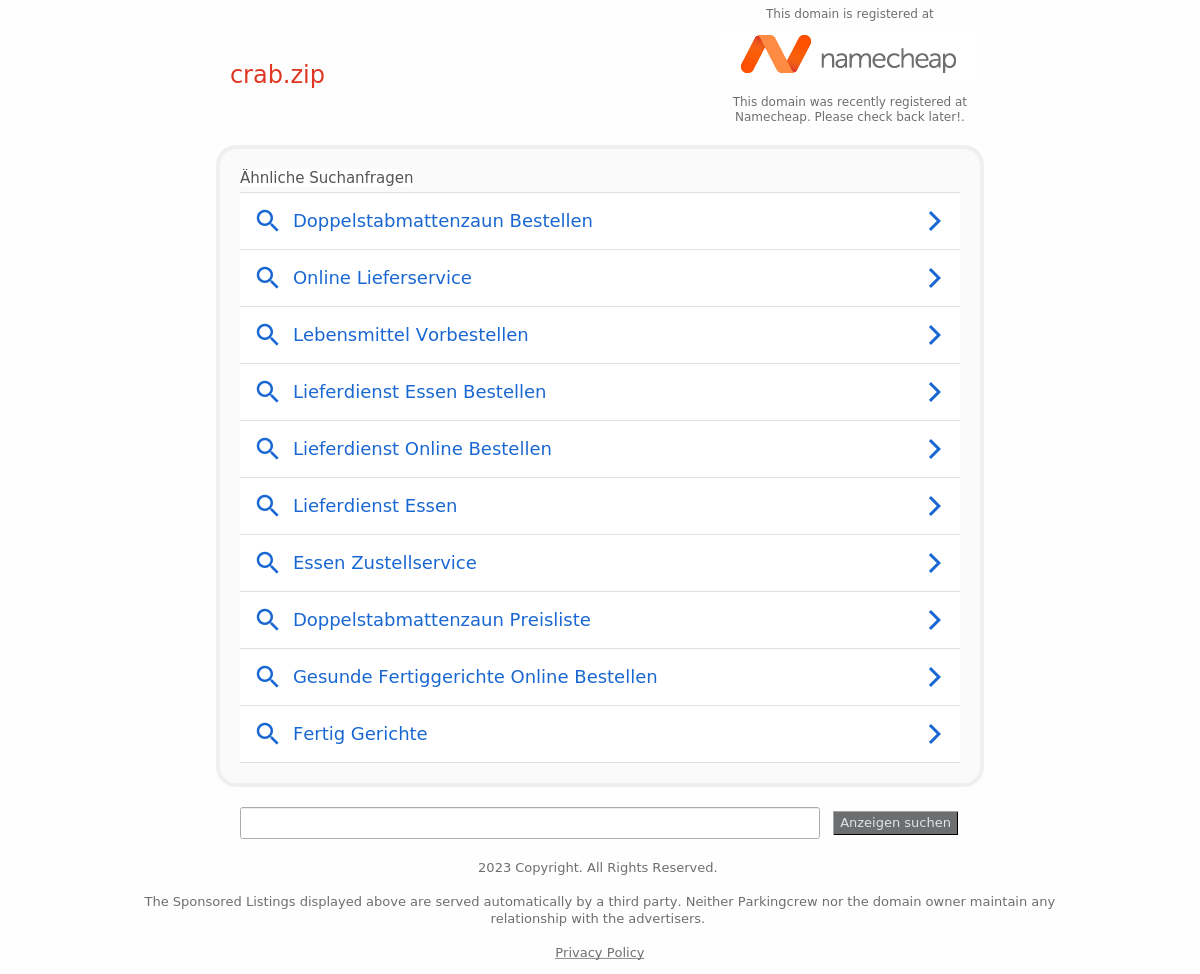 This domain is registered at
namecheap
crab.zip
This domain was recently registered at
Namecheap. Please check back later!.
Ähnliche Suchanfragen
Doppelstabmattenzaun Bestellen
Online Lieferservice
Lebensmittel Vorbestellen
Lieferdienst Essen Bestellen
Lieferdienst Online Bestellen
Lieferdienst Essen
Essen Zustellservice
Doppelstabmattenzaun Preisliste
Gesunde Fertiggerichte Online Bestellen
Fertig Gerichte
Anzeigen suchen
2023 Copyright. All Rights Reserved.
The Sponsored Listings displayed above are served automatically by a third party. Neither Parkingcrew nor the domain owner maintain any
relationship with the advertisers.
Privacy Policy